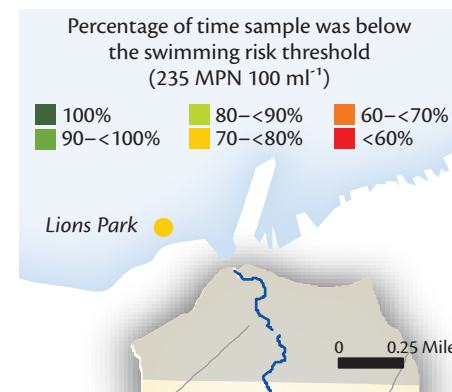 Percentage of time sample was below
the swimming risk threshold
(235 MPN 100 ml⁻¹)
100% 80–<90% 60–<70%
90–<100% 70–<80% <60%
Lions Park
0 0.25 Mile